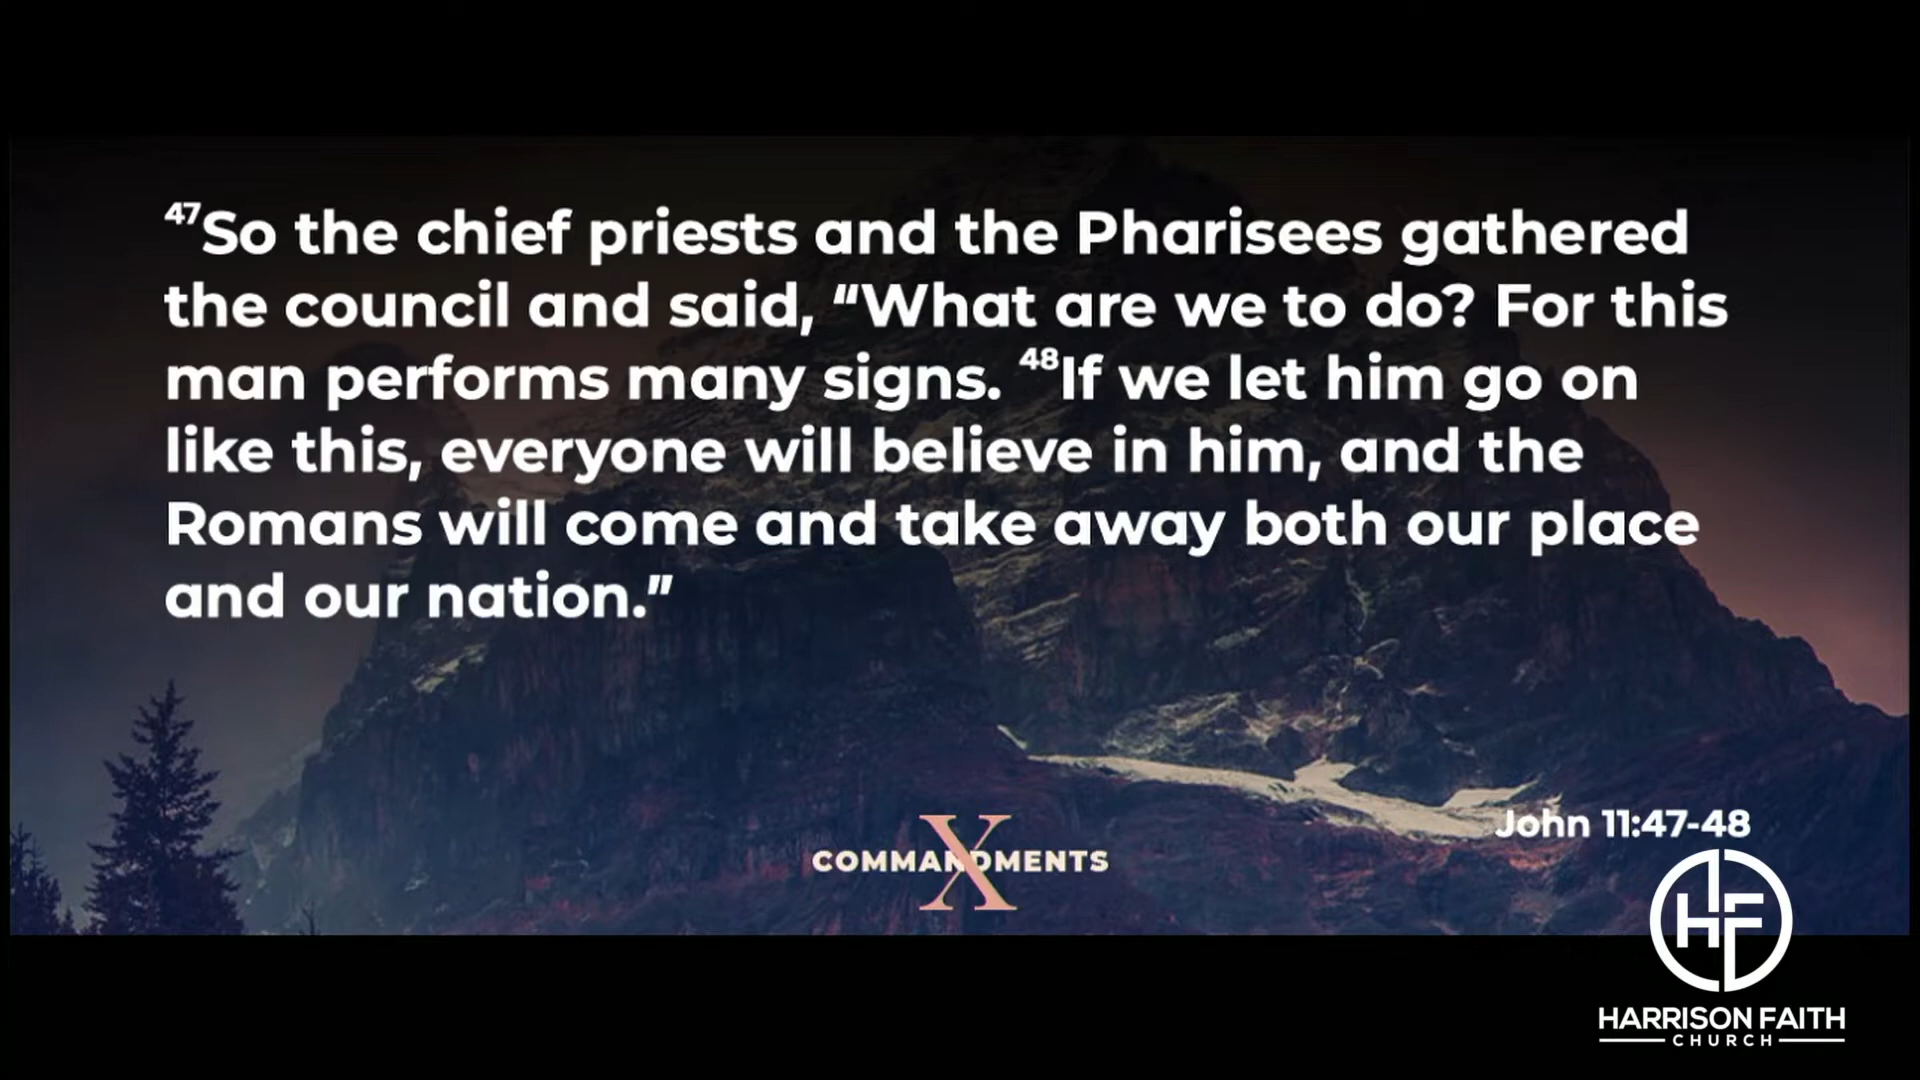 47So the chief priests and the Pharisees gathered
the council and said, “What are we to do? For this
man performs many signs. 48If we let him go on
like this, everyone will believe in him, and the
Romans will come and take away both our place
and our nation.”
John 11:47-48
X
COMMANDMENTS
HF
HARRISON FAITH
CHURCH